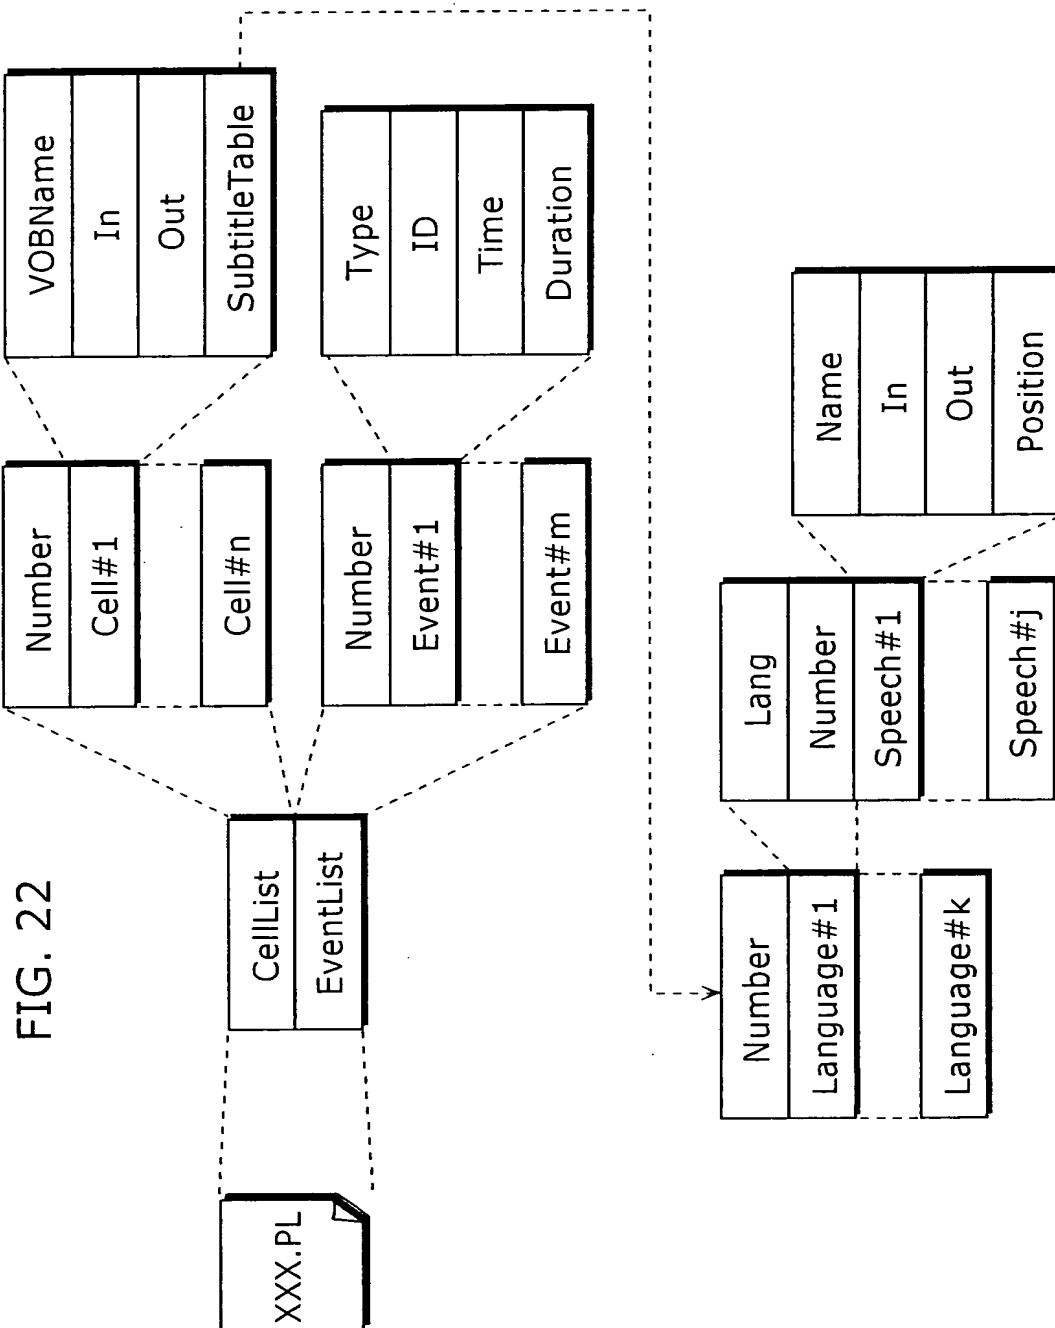 FIG. 22
XXX.PL
CellList
EventList
Number
Cell#1
Cell#n
Number
Event#1
Event#m
VOBName
In
Out
SubtitleTable
Type
ID
Time
Duration
Number
Language#1
Language#k
Lang
Number
Speech#1
Speech#j
Name
In
Out
Position